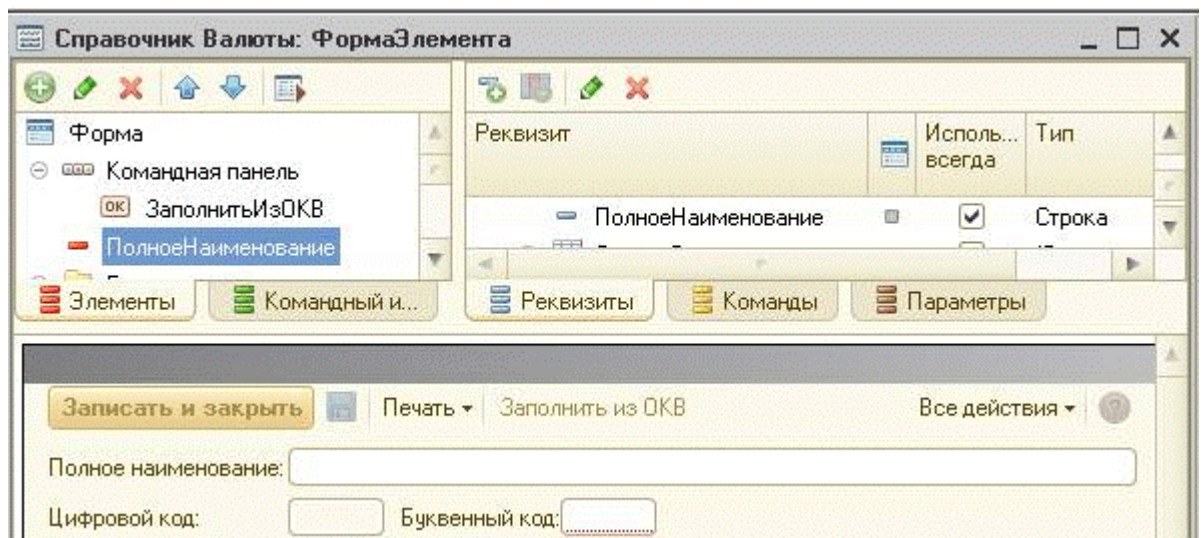 Справочник Валюты: ФормаЭлемента
Форма
Командная панель
ОК ЗаполнитьИзОКВ
ПолноеНаименование
Элементы
Командный и...
Реквизит
Исполь... всегда
Тип
ПолноеНаименование
Строка
Реквизиты
Команды
Параметры
Записать и закрыть
Печать
Заполнить из ОКВ
Все действия
?
Полное наименование:
Цифровой код:
Буквенный код: